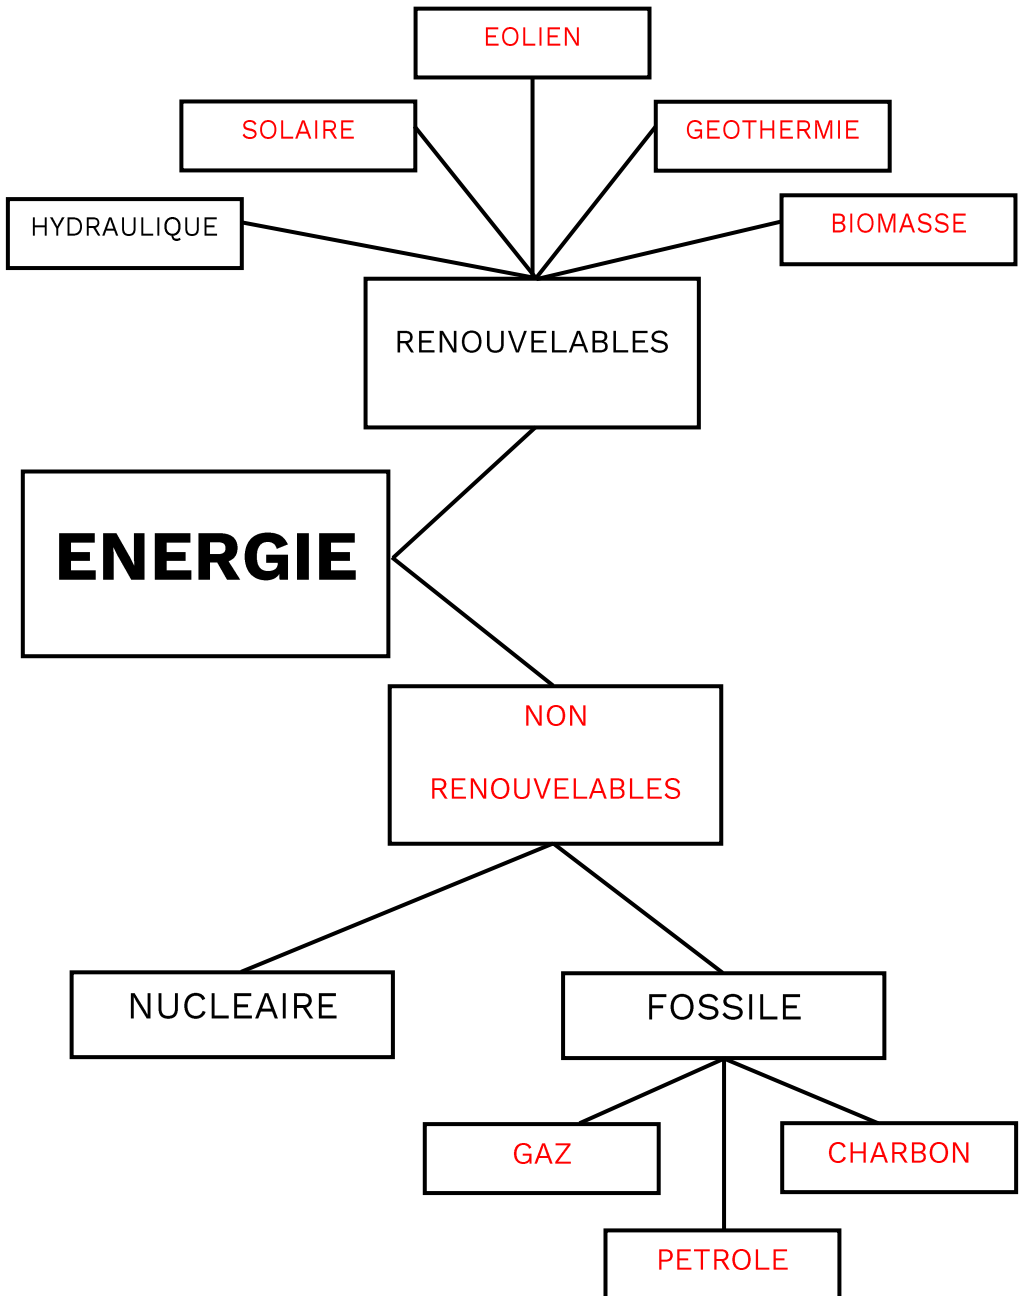 EOLIEN
SOLAIRE
GEOTHERMIE
HYDRAULIQUE
BIOMASSE
RENOUVELABLES
ENERGIE
NON
RENOUVELABLES
NUCLEAIRE
FOSSILE
GAZ
CHARBON
PETROLE